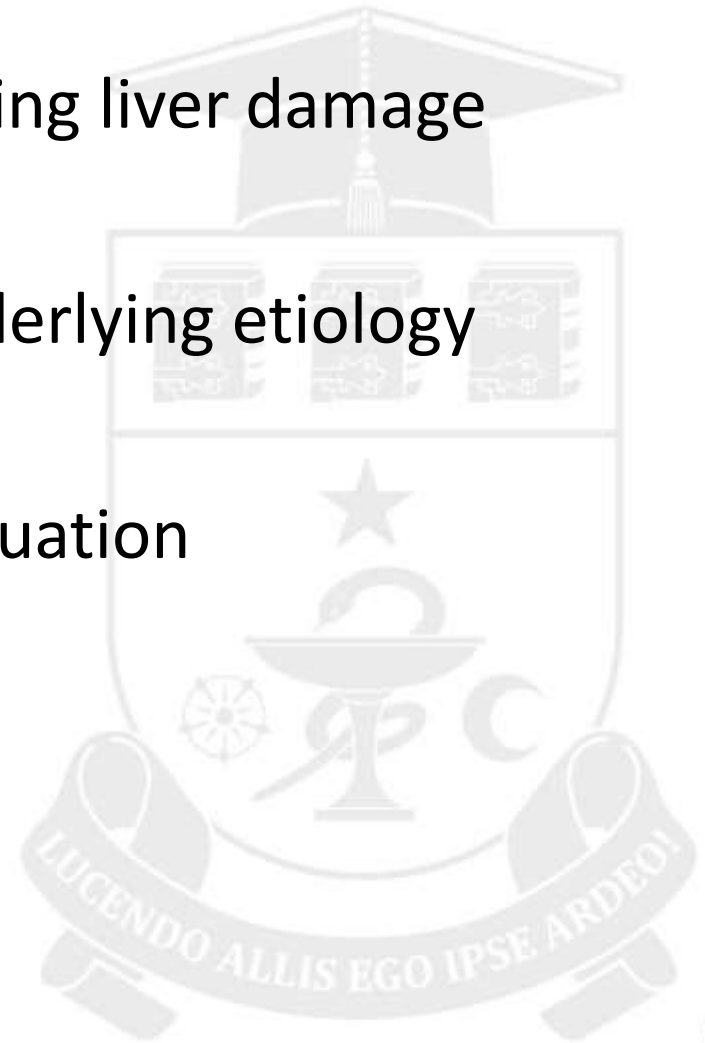 ing liver damage
lerlying etiology
uation
LUCENDO ALLIS EGO IPSE ARDEO!